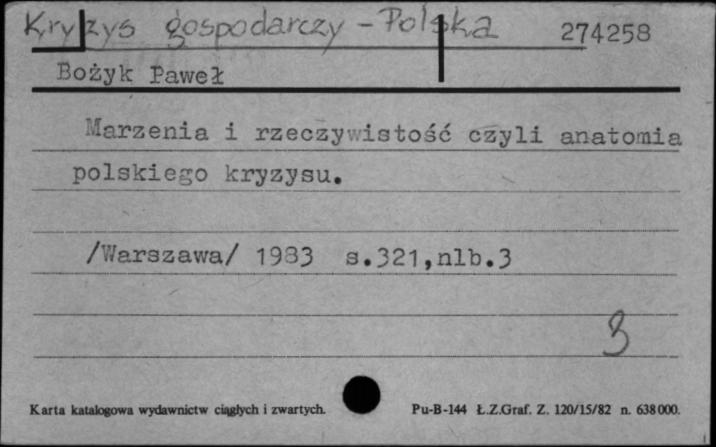 Kryzys gospodarczy - Polska 274258
Bożyk Paweł
Marzenia i rzeczywistość czyli anatomia
polskiego kryzysu.
/Warszawa/ 1983 s.321,nlb.3
3
Karta katalogowa wydawnictw ciągłych i zwartych. Pu-B-144 Ł.Z.Graf. Z. 120/15/82 n. 638000.